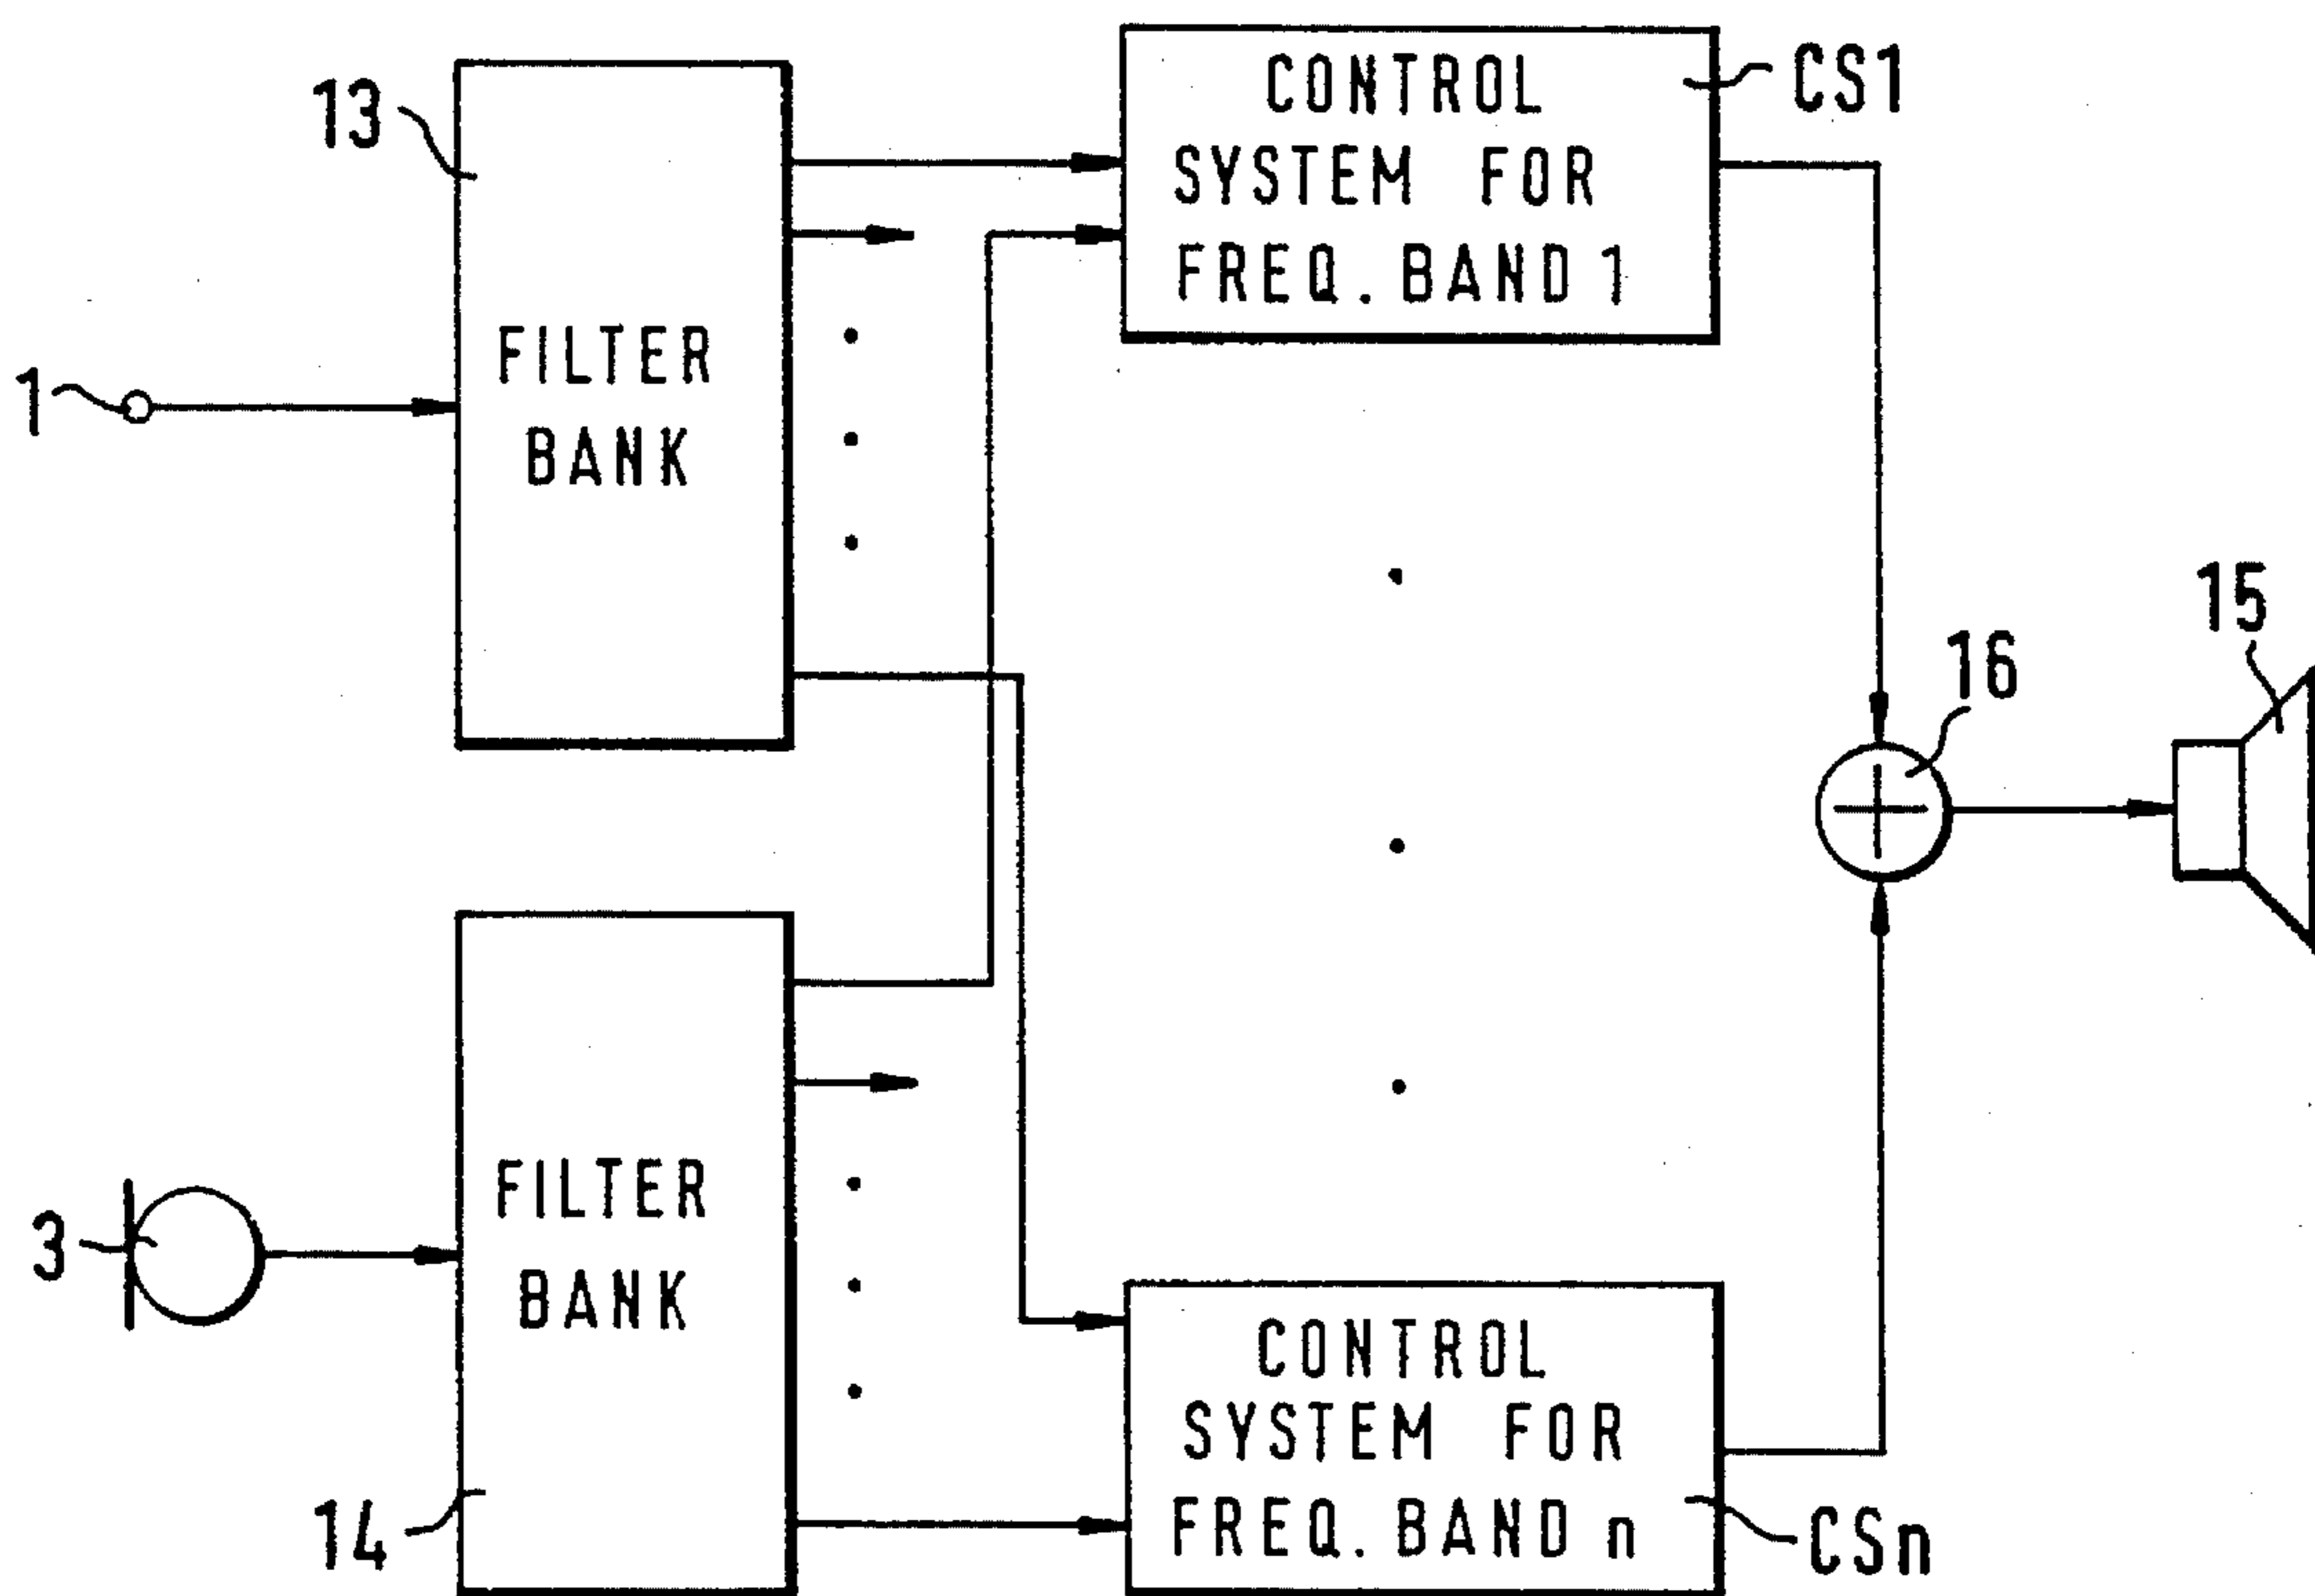 13
FILTER
BANK
1
CONTROL
SYSTEM FOR
FREQ. BAND 1
CS1
16
15
3
FILTER
BANK
14
CONTROL
SYSTEM FOR
FREQ. BAND n
CSn